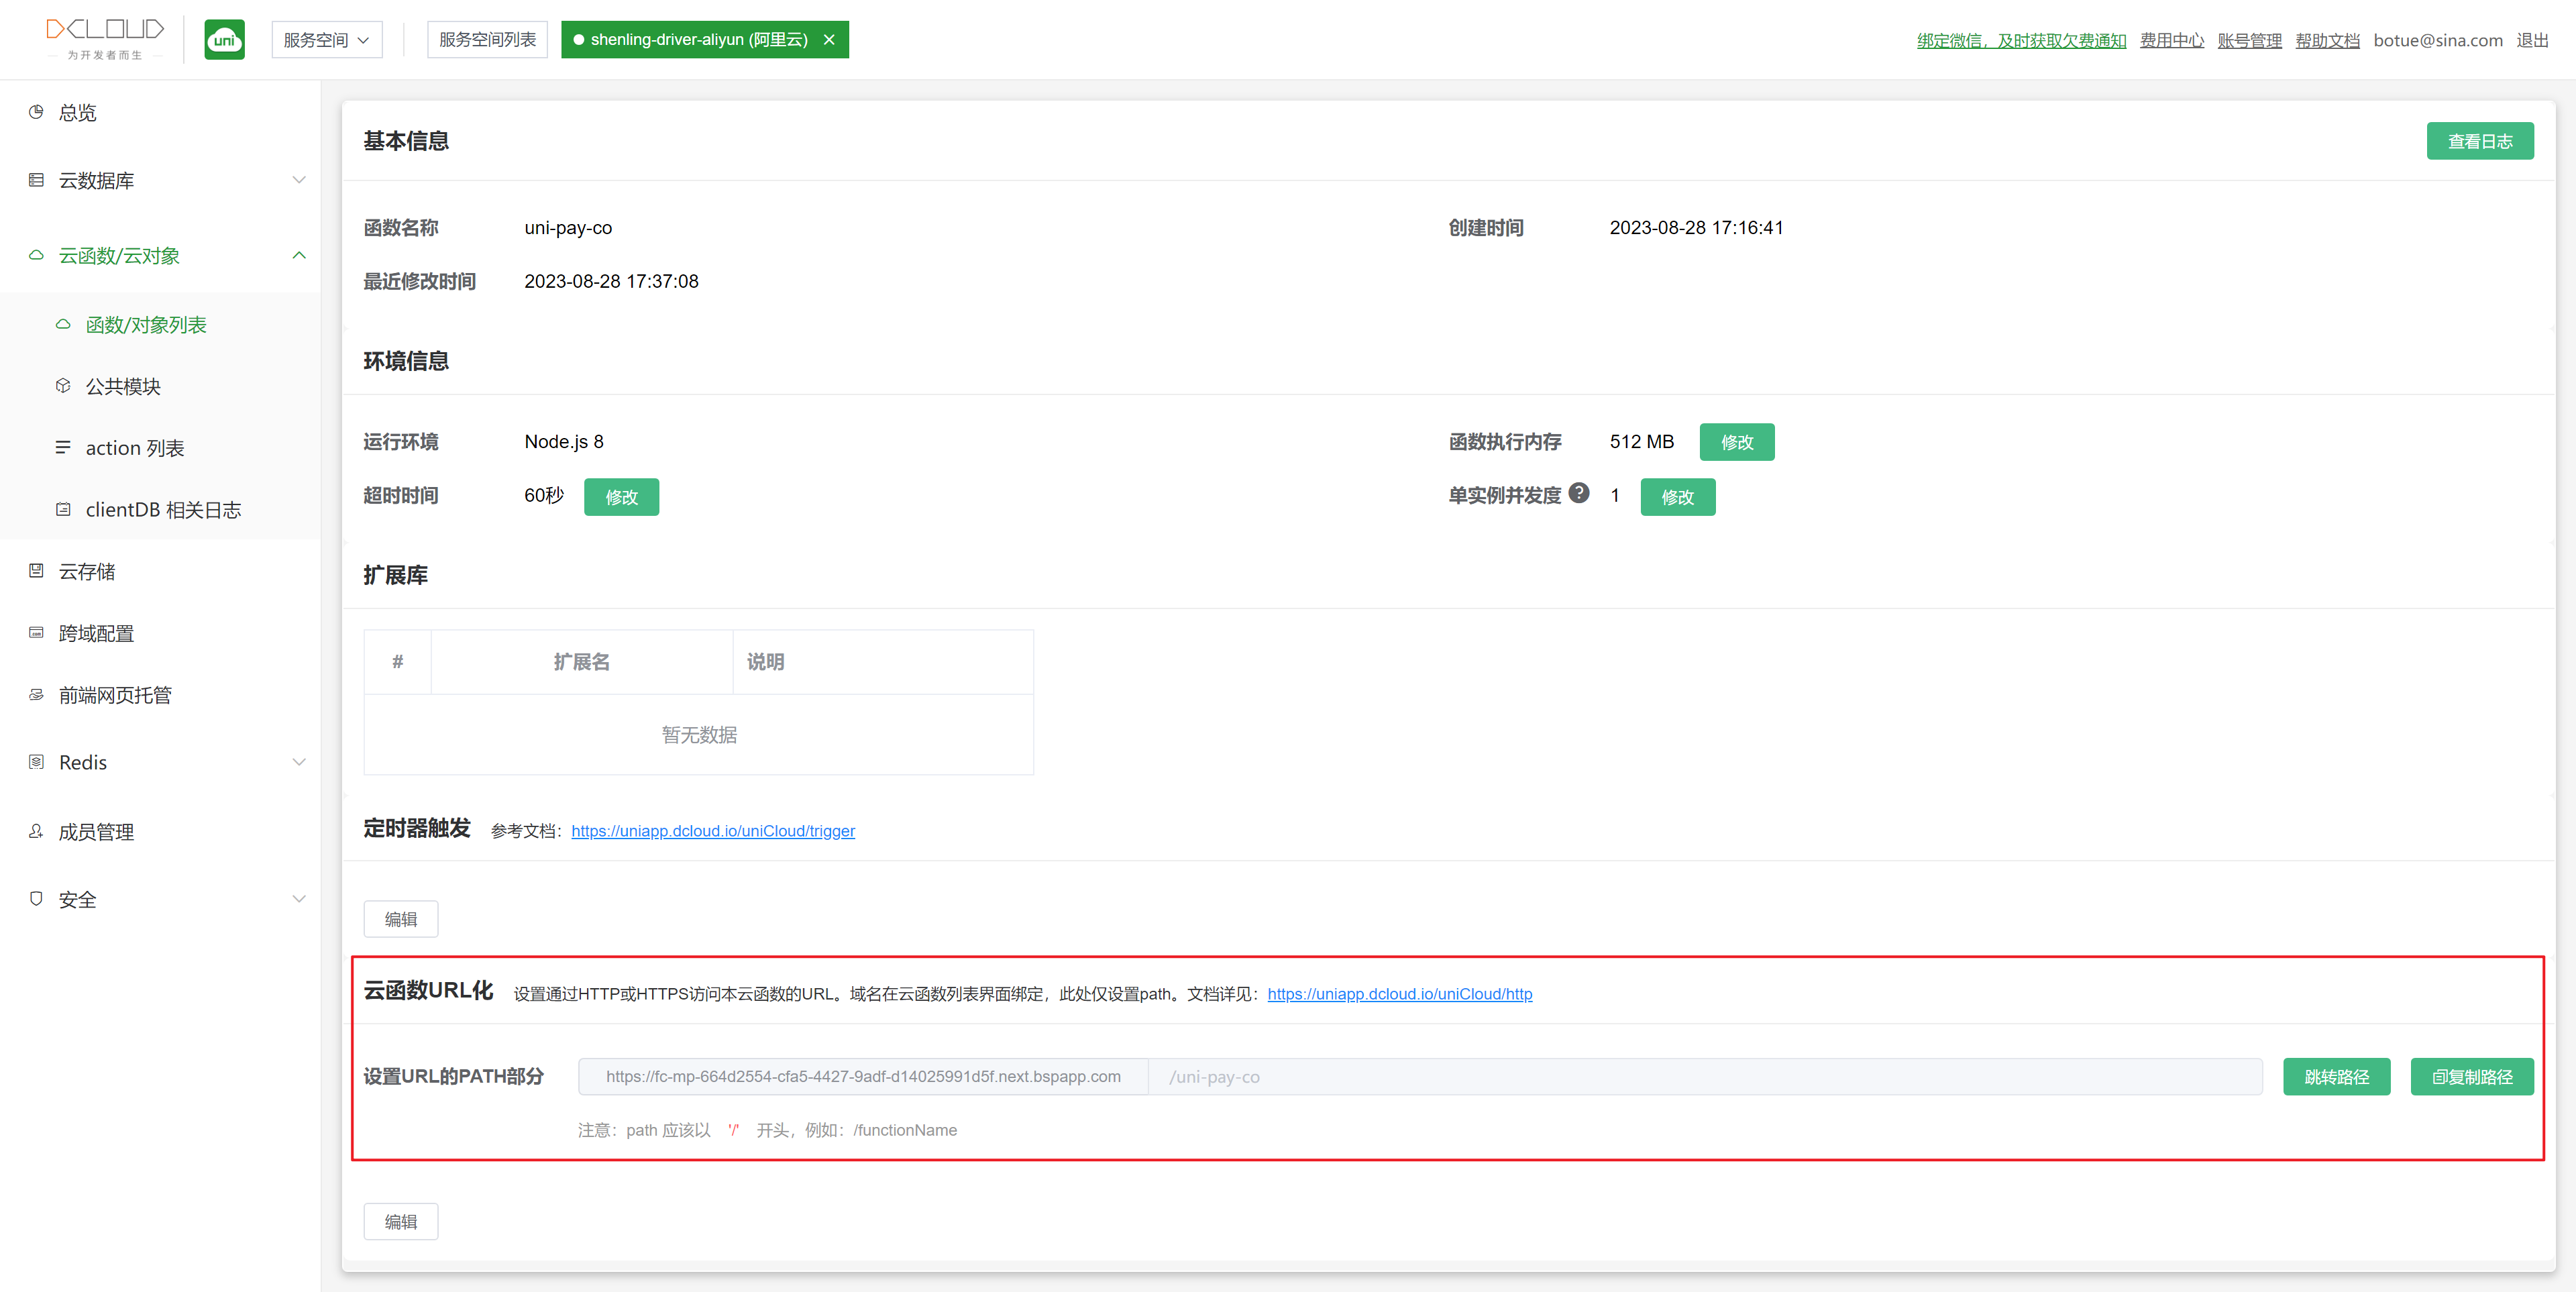 DCLOUD
为开发者而生
uni
服务空间
服务空间列表
shenling-driver-aliyun (阿里云)
绑定微信，及时获取欠费通知
费用中心
账号管理
帮助文档
botue@sina.com
退出
总览
云数据库
云函数/云对象
函数/对象列表
公共模块
action 列表
clientDB 相关日志
云存储
跨域配置
前端网页托管
Redis
成员管理
安全
基本信息
查看日志
函数名称 uni-pay-co
创建时间 2023-08-28 17:16:41
最近修改时间 2023-08-28 17:37:08
环境信息
运行环境 Node.js 8
函数执行内存 512 MB 修改
超时时间 60秒 修改
单实例并发度 ? 1 修改
扩展库
# 扩展名 说明
暂无数据
定时器触发 参考文档：https://uniapp.dcloud.io/uniCloud/trigger
编辑
云函数URL化 设置通过HTTP或HTTPS访问本云函数的URL。域名在云函数列表界面绑定，此处仅设置path。文档详见：https://uniapp.dcloud.io/uniCloud/http
设置URL的PATH部分 https://fc-mp-664d2554-cfa5-4427-9adf-d14025991d5f.next.bspapp.com /uni-pay-co 跳转路径 复制路径
注意：path 应该以 '/' 开头，例如：/functionName
编辑